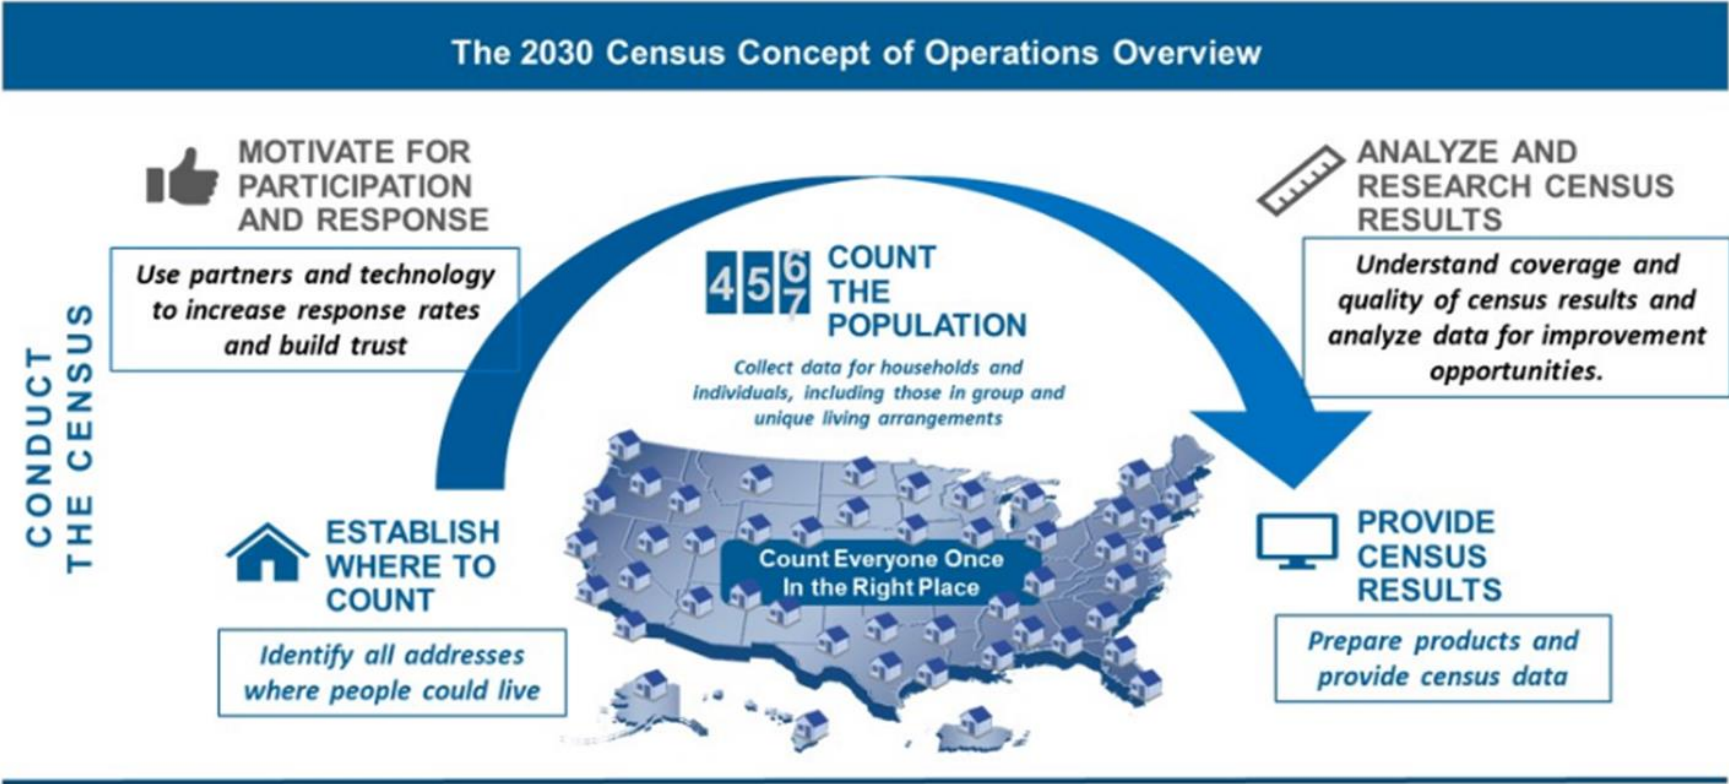 The 2030 Census Concept of Operations Overview
CONDUCT
THE CENSUS
MOTIVATE FOR
PARTICIPATION
AND RESPONSE
Use partners and technology
to increase response rates
and build trust
ESTABLISH
WHERE TO
COUNT
Identify all addresses
where people could live
4 5 6
7
COUNT
THE
POPULATION
Collect data for households and
individuals, including those in group and
unique living arrangements
Count Everyone Once
In the Right Place
ANALYZE AND
RESEARCH CENSUS
RESULTS
Understand coverage and
quality of census results and
analyze data for improvement
opportunities.
PROVIDE
CENSUS
RESULTS
Prepare products and
provide census data